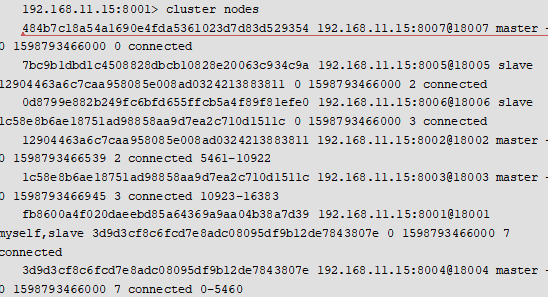 192.168.11.15:8001> cluster nodes
484b7c18a54a1690e4fda5361023d7d83d529354 192.168.11.15:8007@18007 master -
0 1598793466000 0 connected
7bc9b1dbd1c4508828dbcb10828e20063c934c9a 192.168.11.15:8005@18005 slave
12904463a6c7caa958085e008ad0324213883811 0 1598793466000 2 connected
0d8799e882b249fc6bfd655ffcb5a4f89f81efe0 192.168.11.15:8006@18006 slave
1c58e8b6ae18751ad98858aa9d7ea2c710d1511c 0 1598793466000 3 connected
12904463a6c7caa958085e008ad0324213883811 192.168.11.15:8002@18002 master -
0 1598793466539 2 connected 5461-10922
1c58e8b6ae18751ad98858aa9d7ea2c710d1511c 192.168.11.15:8003@18003 master -
0 1598793466945 3 connected 10923-16383
fb8600a4f020daeebd85a64369a9aa04b38a7d39 192.168.11.15:8001@18001
myself,slave 3d9d3cf8c6fcd7e8adc08095df9b12de7843807e 0 1598793466000 7
connected
3d9d3cf8c6fcd7e8adc08095df9b12de7843807e 192.168.11.15:8004@18004 master -
0 1598793466000 7 connected 0-5460